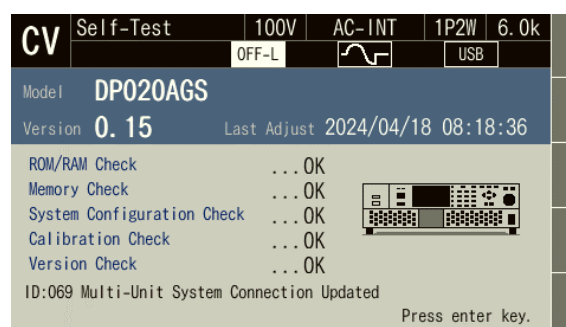 CV Self-Test 100V AC-INT 1P2W 6.0k
OFF-L USB
Model DP020AGS
Version 0.15 Last Adjust 2024/04/18 08:18:36
ROM/RAM Check ...OK
Memory Check ...OK
System Configuration Check ...OK
Calibration Check ...OK
Version Check ...OK
ID:069 Multi-Unit System Connection Updated
Press enter key.